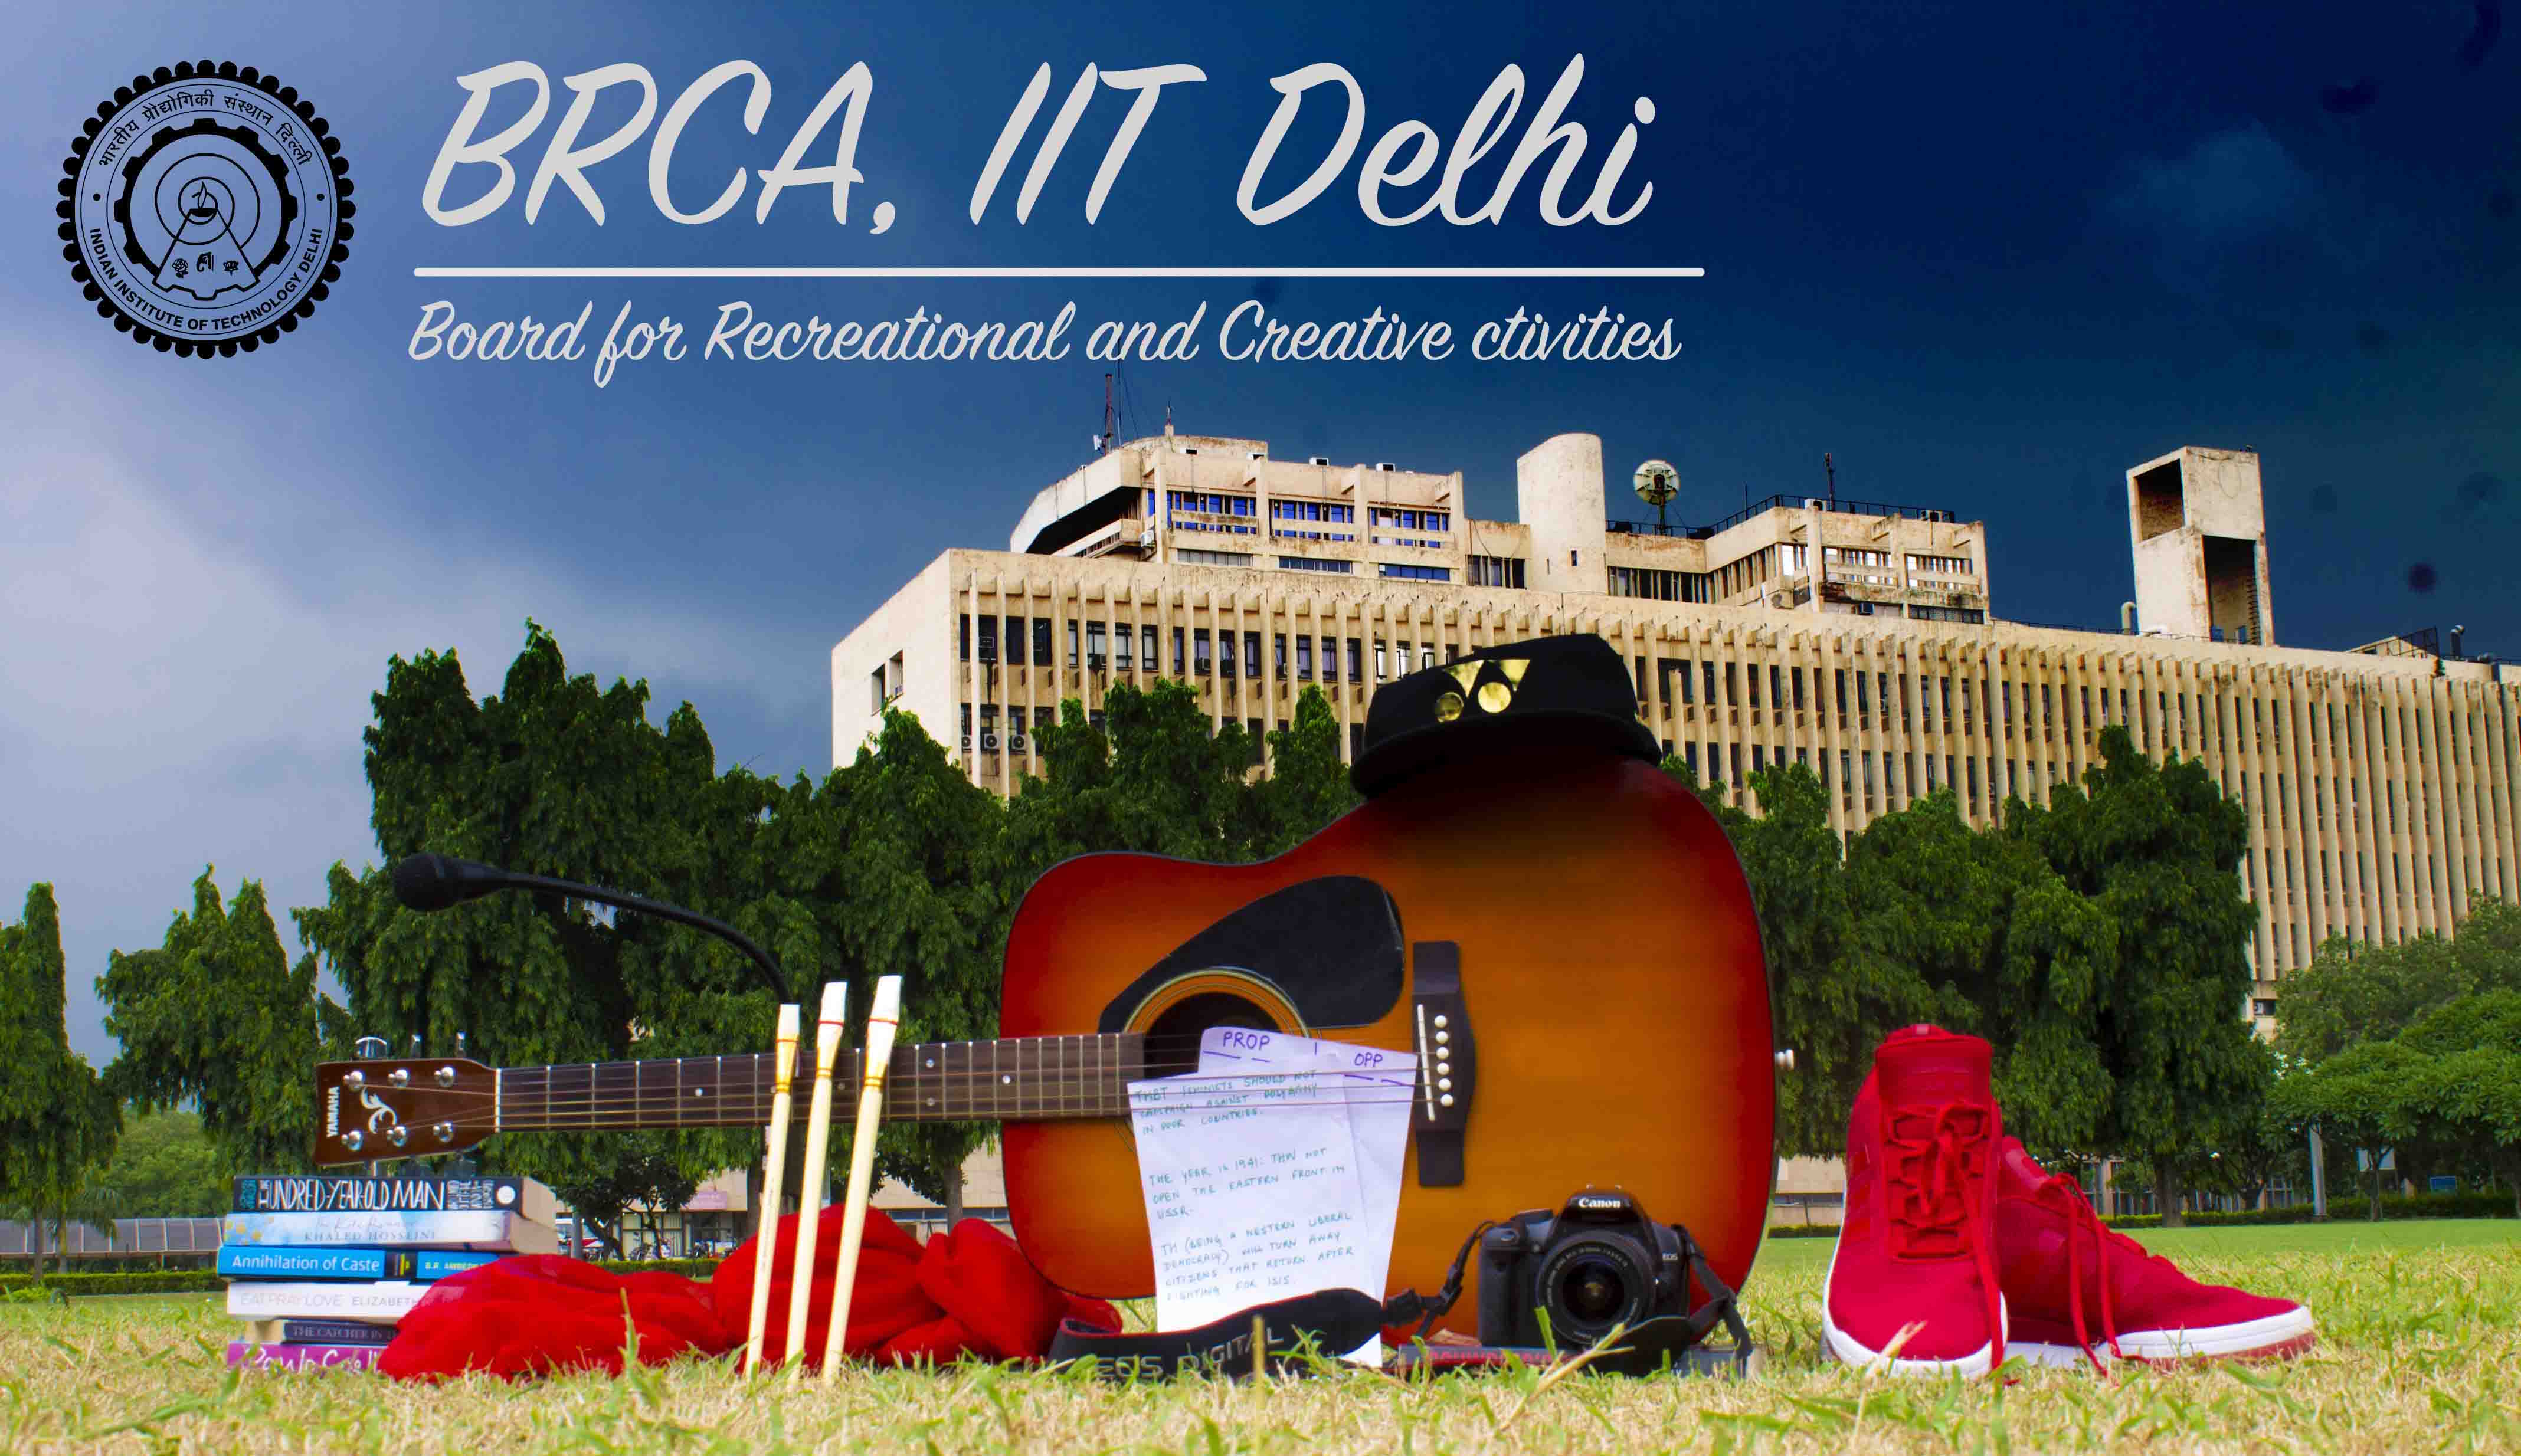 भारतीय प्रौद्योगिकी संस्थान दिल्ली
INDIAN INSTITUTE OF TECHNOLOGY DELHI
BRCA, IIT Delhi
Board for Recreational and Creative ctivities
YAMAHA
PROP
OPP
THBT FEMINISTS SHOULD NOT
CAMPAIGN AGAINST POLYGAMY
IN POOR COUNTRIES.
THE YEAR IS 1941: THW NOT
OPEN THE EASTERN FRONT IN
USSR.
TH (BEING A WESTERN LIBERAL
DEMOCRACY) WILL TURN AWAY
CITIZENS THAT RETURN AFTER
FIGHTING FOR ISIS.
HUNDRED-YEAR-OLD MAN
KHALED HOSSEINI
Annihilation of Caste B.R. AMBED
EAT PRAY LOVE ELIZABETH
THE CATCHER IN
Canon
EOS
EOS DIGITAL